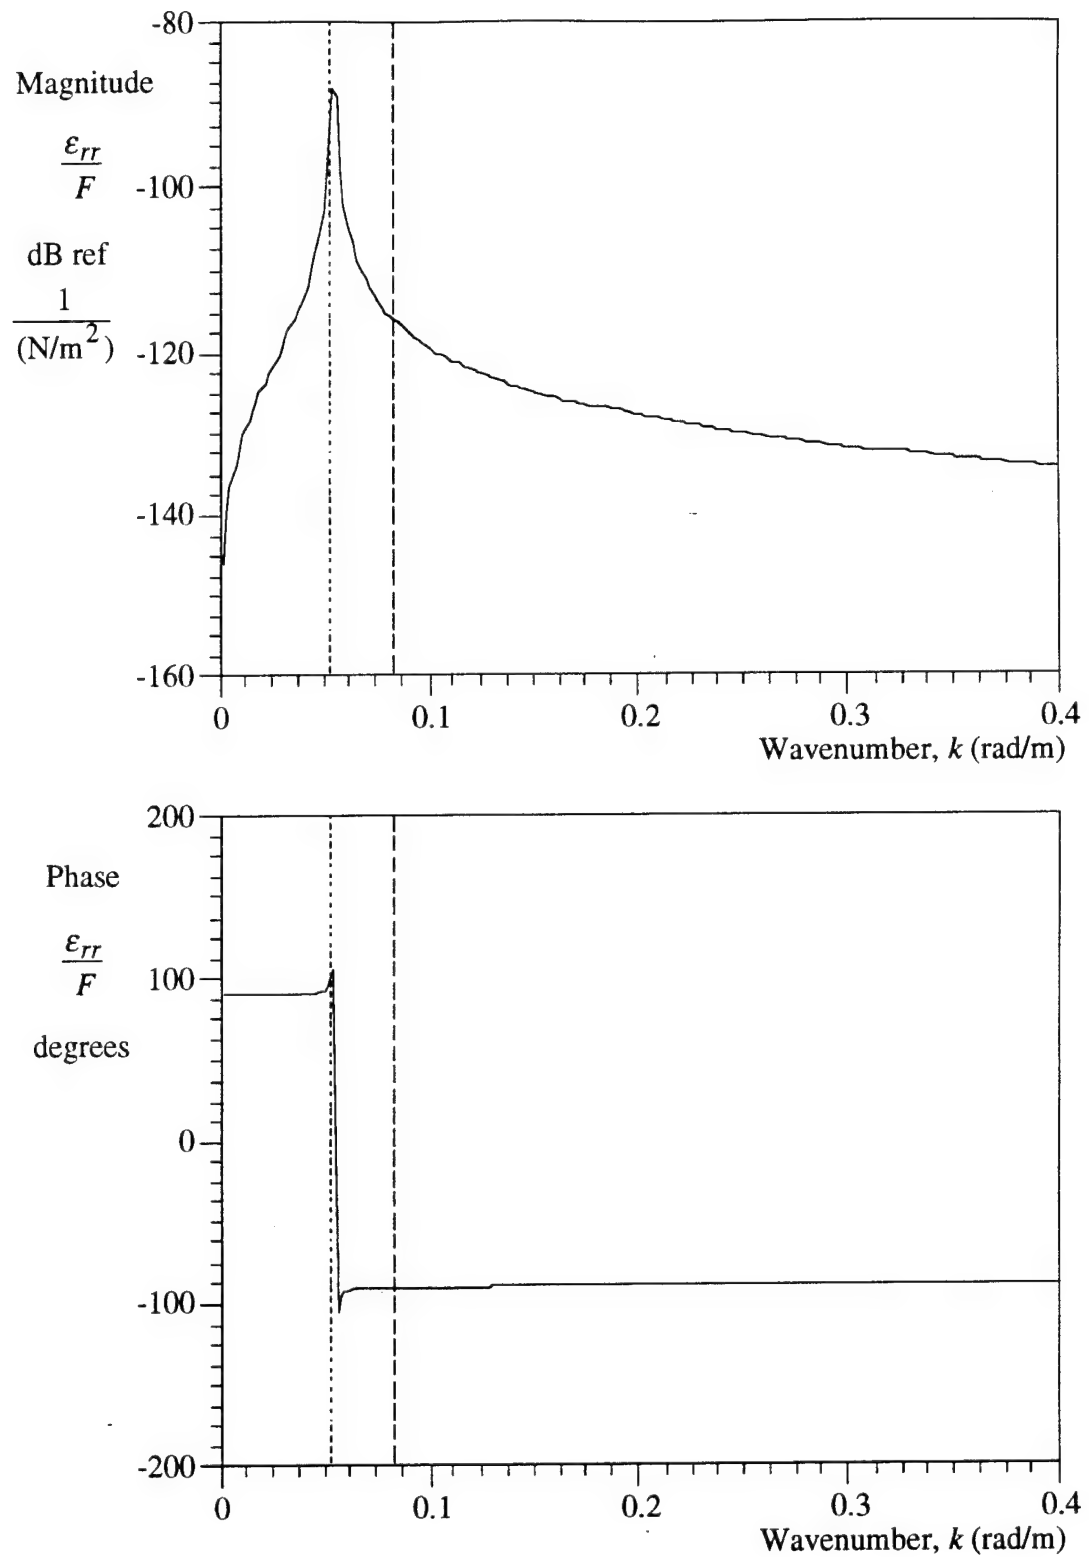 -80
Magnitude
ε_rr
F
-100
dB ref
1
(N/m²)
-120
-140
-160
0 0.1 0.2 0.3 0.4
Wavenumber, k (rad/m)
200
Phase
ε_rr
F
100
degrees
0
-100
-200
0 0.1 0.2 0.3 0.4
Wavenumber, k (rad/m)